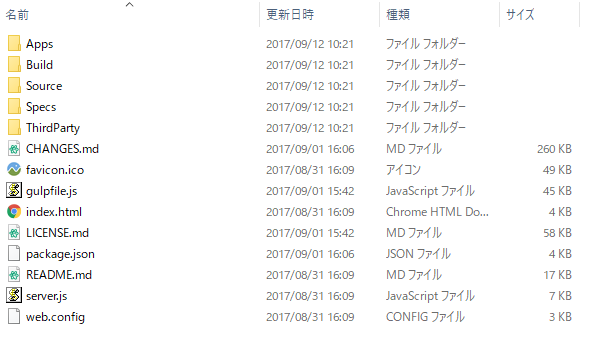 名前 更新日時 種類 サイズ
Apps 2017/09/12 10:21 ファイル フォルダー
Build 2017/09/12 10:21 ファイル フォルダー
Source 2017/09/12 10:21 ファイル フォルダー
Specs 2017/09/12 10:21 ファイル フォルダー
ThirdParty 2017/09/12 10:21 ファイル フォルダー
CHANGES.md 2017/09/01 16:06 MD ファイル 260 KB
favicon.ico 2017/08/31 16:09 アイコン 49 KB
gulpfile.js 2017/09/01 15:42 JavaScript ファイル 45 KB
index.html 2017/08/31 16:09 Chrome HTML Do... 4 KB
LICENSE.md 2017/09/01 15:42 MD ファイル 58 KB
package.json 2017/09/01 16:06 JSON ファイル 4 KB
README.md 2017/08/31 16:09 MD ファイル 17 KB
server.js 2017/08/31 16:09 JavaScript ファイル 7 KB
web.config 2017/08/31 16:09 CONFIG ファイル 3 KB